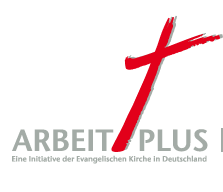 ARBEIT PLUS
Eine Initiative der Evangelischen Kirche in Deutschland